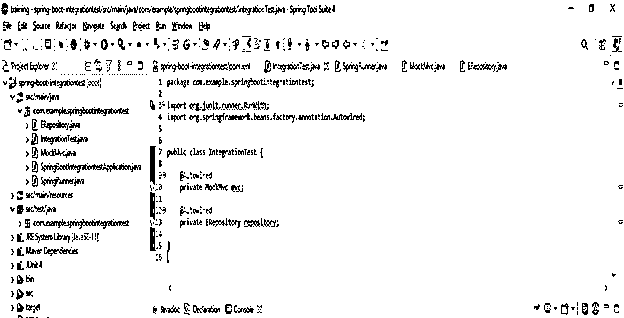 training - spring-boot-integrationtest/src/main/java/com/example/springbootintegrationtest/IntegrationTest.java - Spring Tool Suite 4
File Edit Source Refactor Navigate Search Project Run Window Help
Project Explorer
spring-boot-integrationtest/pom.xml
IntegrationTest.java
SpringRunner.java
MockMvc.java
ERepository.java
spring-boot-integrationtest [boot]
src/main/java
com.example.springbootintegrationtest
ERepository.java
IntegrationTest.java
MockMvc.java
SpringBootIntegrationtestApplication.java
SpringRunner.java
src/main/resources
src/test/java
com.example.springbootintegrationtest
JRE System Library [JavaSE-11]
Maven Dependencies
JUnit 4
bin
src
target
1 package com.example.springbootintegrationtest;
import org.junit.runner.RunWith;
4 import org.springframework.beans.factory.annotation.Autowired;
5
6
7 public class IntegrationTest {
8
9 @Autowired
10 private MockMvc mvc;
11
@Autowired
13 private ERepository repository;
14
15 }
16
Javadoc Declaration Console